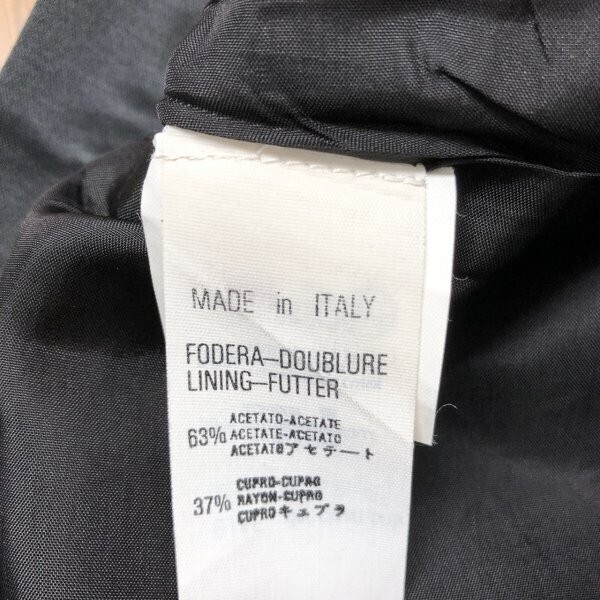 MADE in ITALY
FODERA-DOUBLURE
LINING-FUTTER
ACETATO-ACETATE
63% ACETATE-ACETATO
ACETATOアセテート
CUPRO-CUPRO
37% RAYON-CUPRO
CUPROキュプラ